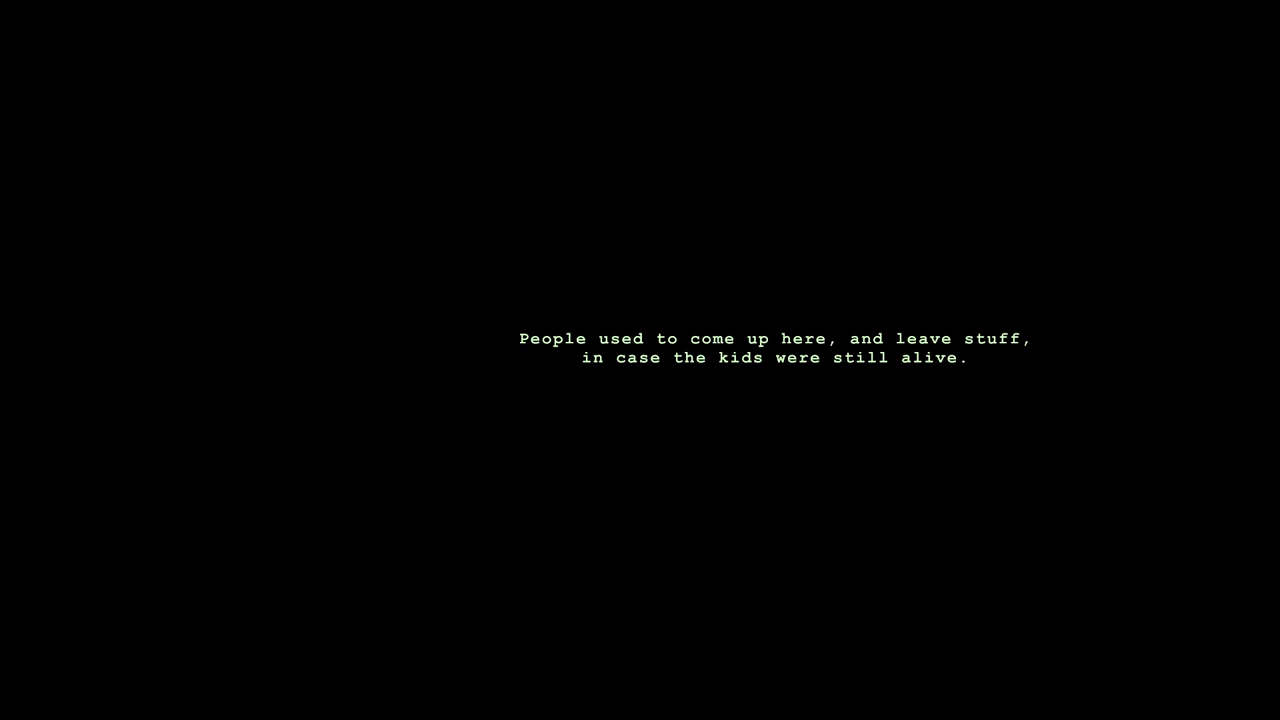 People used to come up here, and leave stuff,
in case the kids were still alive.